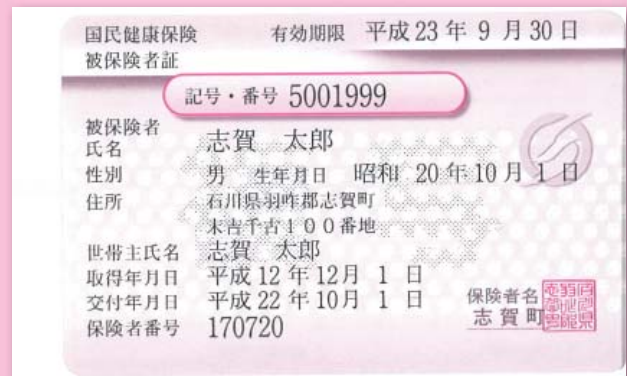 国民健康保険 有効期限 平成23年9月30日
被保険者証
記号・番号 5001999
被保険者
氏名 志賀 太郎
性別 男 生年月日 昭和 20年10月1日
住所 石川県羽咋郡志賀町
末吉千古100番地
世帯主氏名 志賀 太郎
取得年月日 平成12年12月1日
交付年月日 平成22年10月1日
保険者番号 170720
保険者名
志賀町